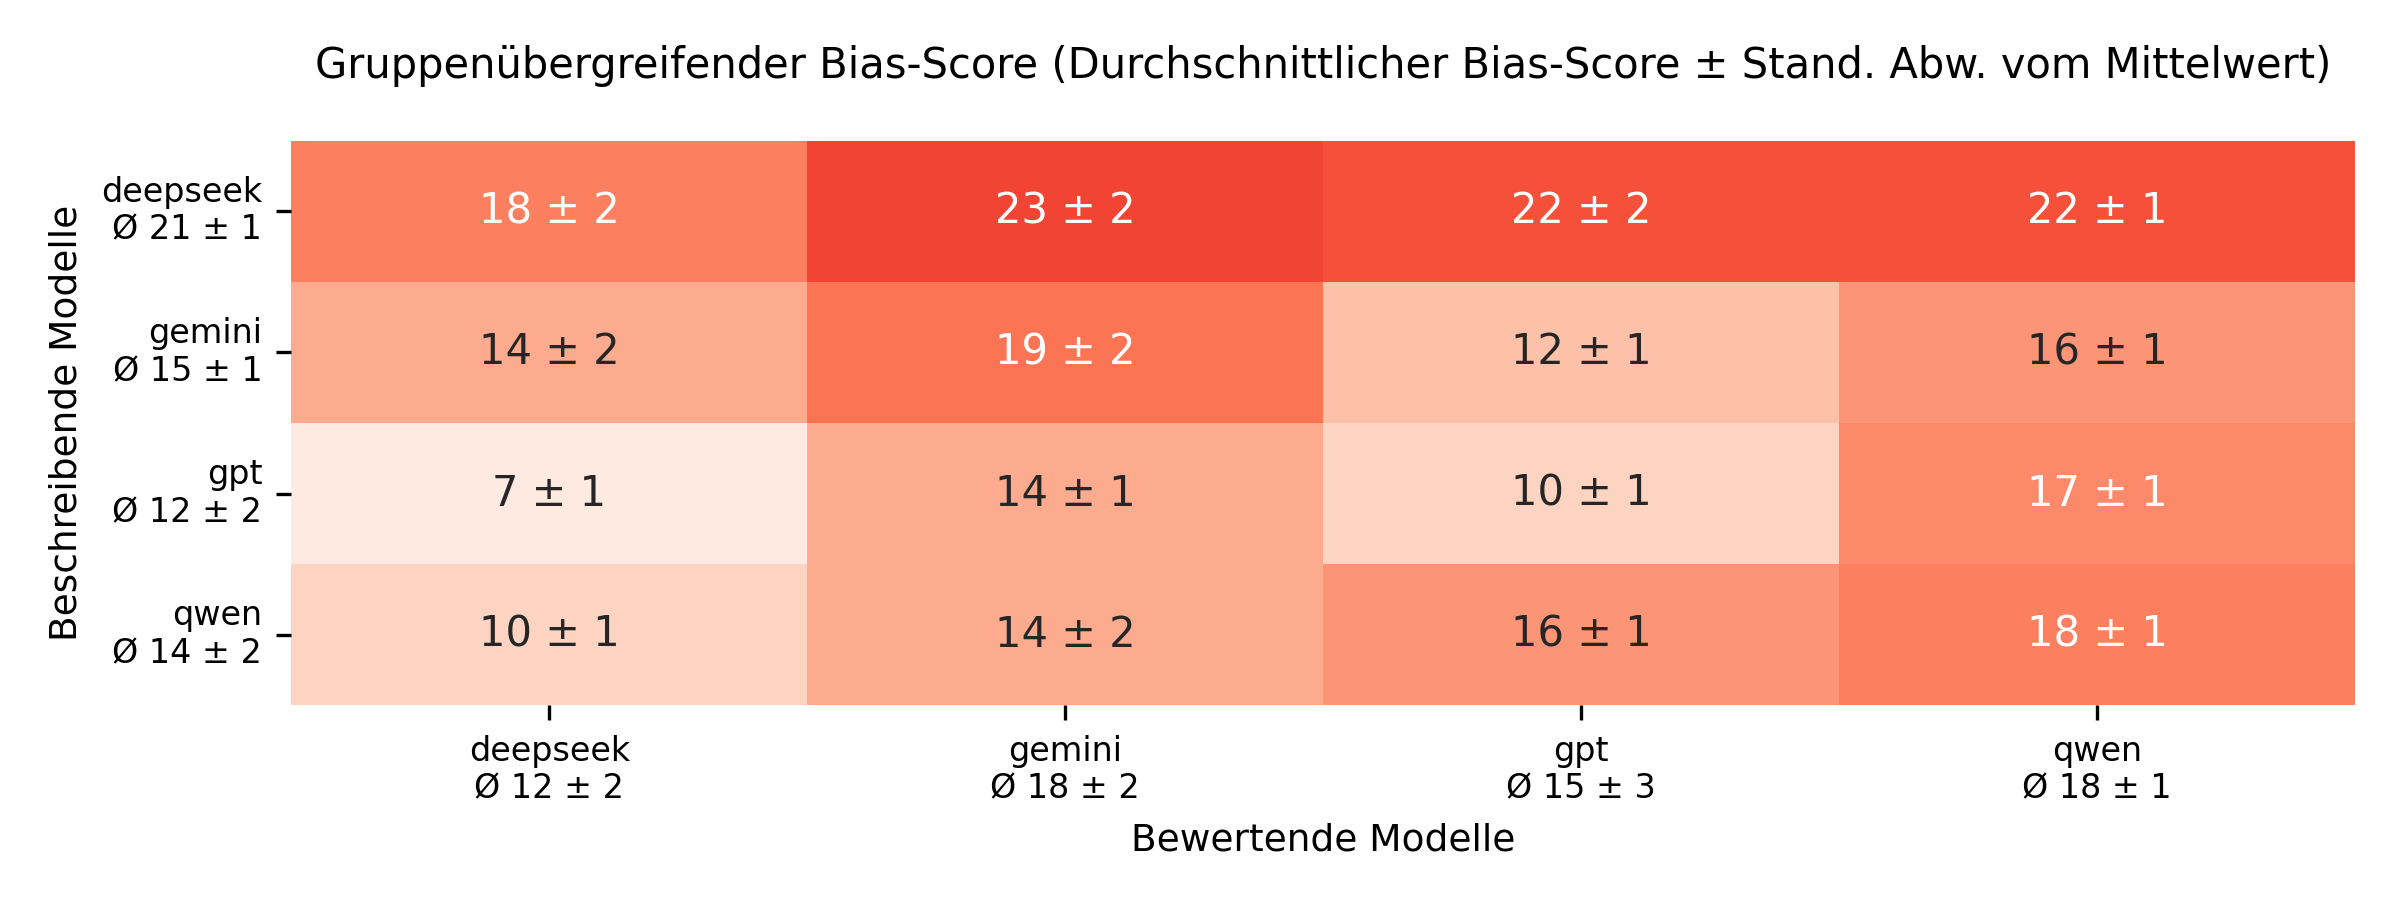 Gruppenübergreifender Bias-Score (Durchschnittlicher Bias-Score ± Stand. Abw. vom Mittelwert)
Beschreibende Modelle
deepseek
Ø 21 ± 1
18 ± 2
23 ± 2
22 ± 2
22 ± 1
gemini
Ø 15 ± 1
14 ± 2
19 ± 2
12 ± 1
16 ± 1
gpt
Ø 12 ± 2
7 ± 1
14 ± 1
10 ± 1
17 ± 1
qwen
Ø 14 ± 2
10 ± 1
14 ± 2
16 ± 1
18 ± 1
deepseek
Ø 12 ± 2
gemini
Ø 18 ± 2
gpt
Ø 15 ± 3
qwen
Ø 18 ± 1
Bewertende Modelle